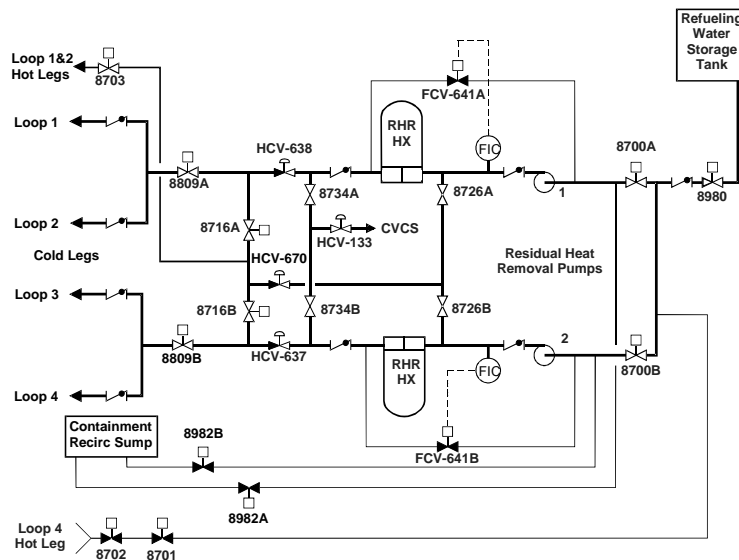 Refueling
Water
Storage
Tank
Loop 1&2
Hot Legs
8703
FCV-641A
Loop 1
RHR
HX
FIC
HCV-638
8700A
8809A
8734A
8726A
1
8980
Loop 2
8716A
CVCS
HCV-133
Cold Legs
HCV-670
Residual Heat
Removal Pumps
Loop 3
8716B
8734B
8726B
2
8809B
HCV-637
RHR
HX
FIC
8700B
Loop 4
Containment
Recirc Sump
8982B
FCV-641B
8982A
Loop 4
Hot Leg
8702
8701